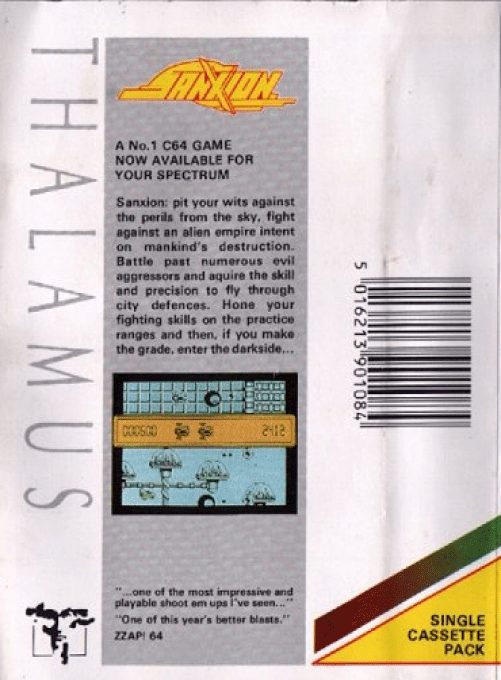 THALAMUS
SANXION
A No.1 C64 GAME
NOW AVAILABLE FOR
YOUR SPECTRUM
Sanxion: pit your wits against
the perils from the sky, fight
against an alien empire intent
on mankind's destruction.
Battle past numerous evil
aggressors and aquire the skill
and precision to fly through
city defences. Hone your
fighting skills on the practice
ranges and then, if you make
the grade, enter the darkside...
000500
2412
"...one of the most impressive and
playable shoot em ups I've seen..."
"One of this year's better blasts."
ZZAP! 64
5 016213 901084
SINGLE
CASSETTE
PACK